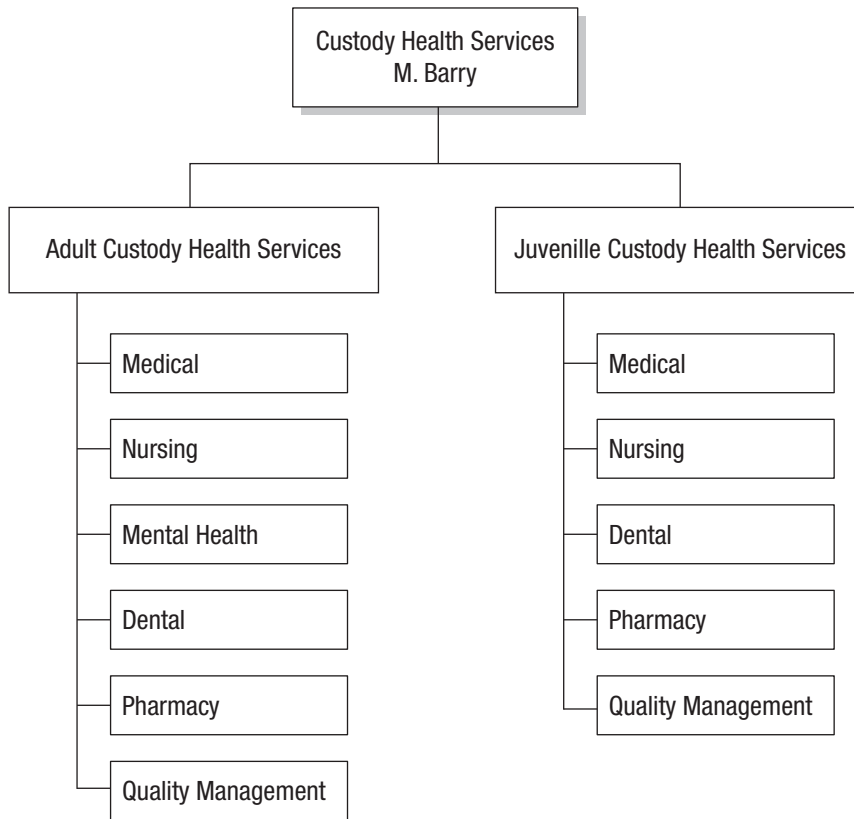 Custody Health Services
M. Barry
Adult Custody Health Services
Medical
Nursing
Mental Health
Dental
Pharmacy
Quality Management
Juvenille Custody Health Services
Medical
Nursing
Dental
Pharmacy
Quality Management